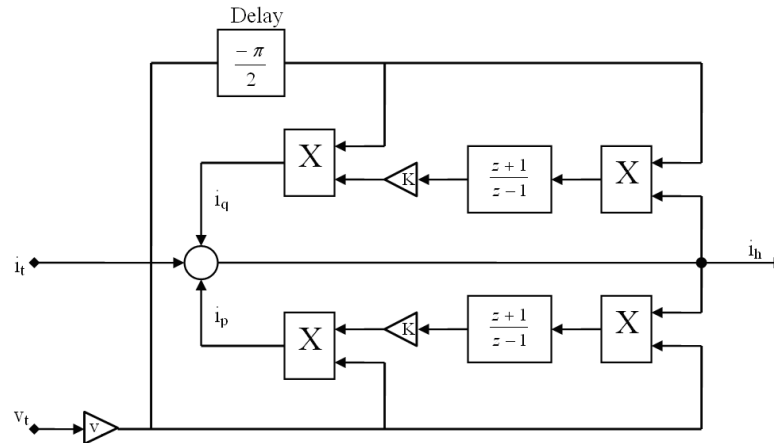 Delay
- π
2
X
K
z + 1
z − 1
X
i_q
i_t
i_h
i_p
X
K
z + 1
z − 1
X
v_t
v